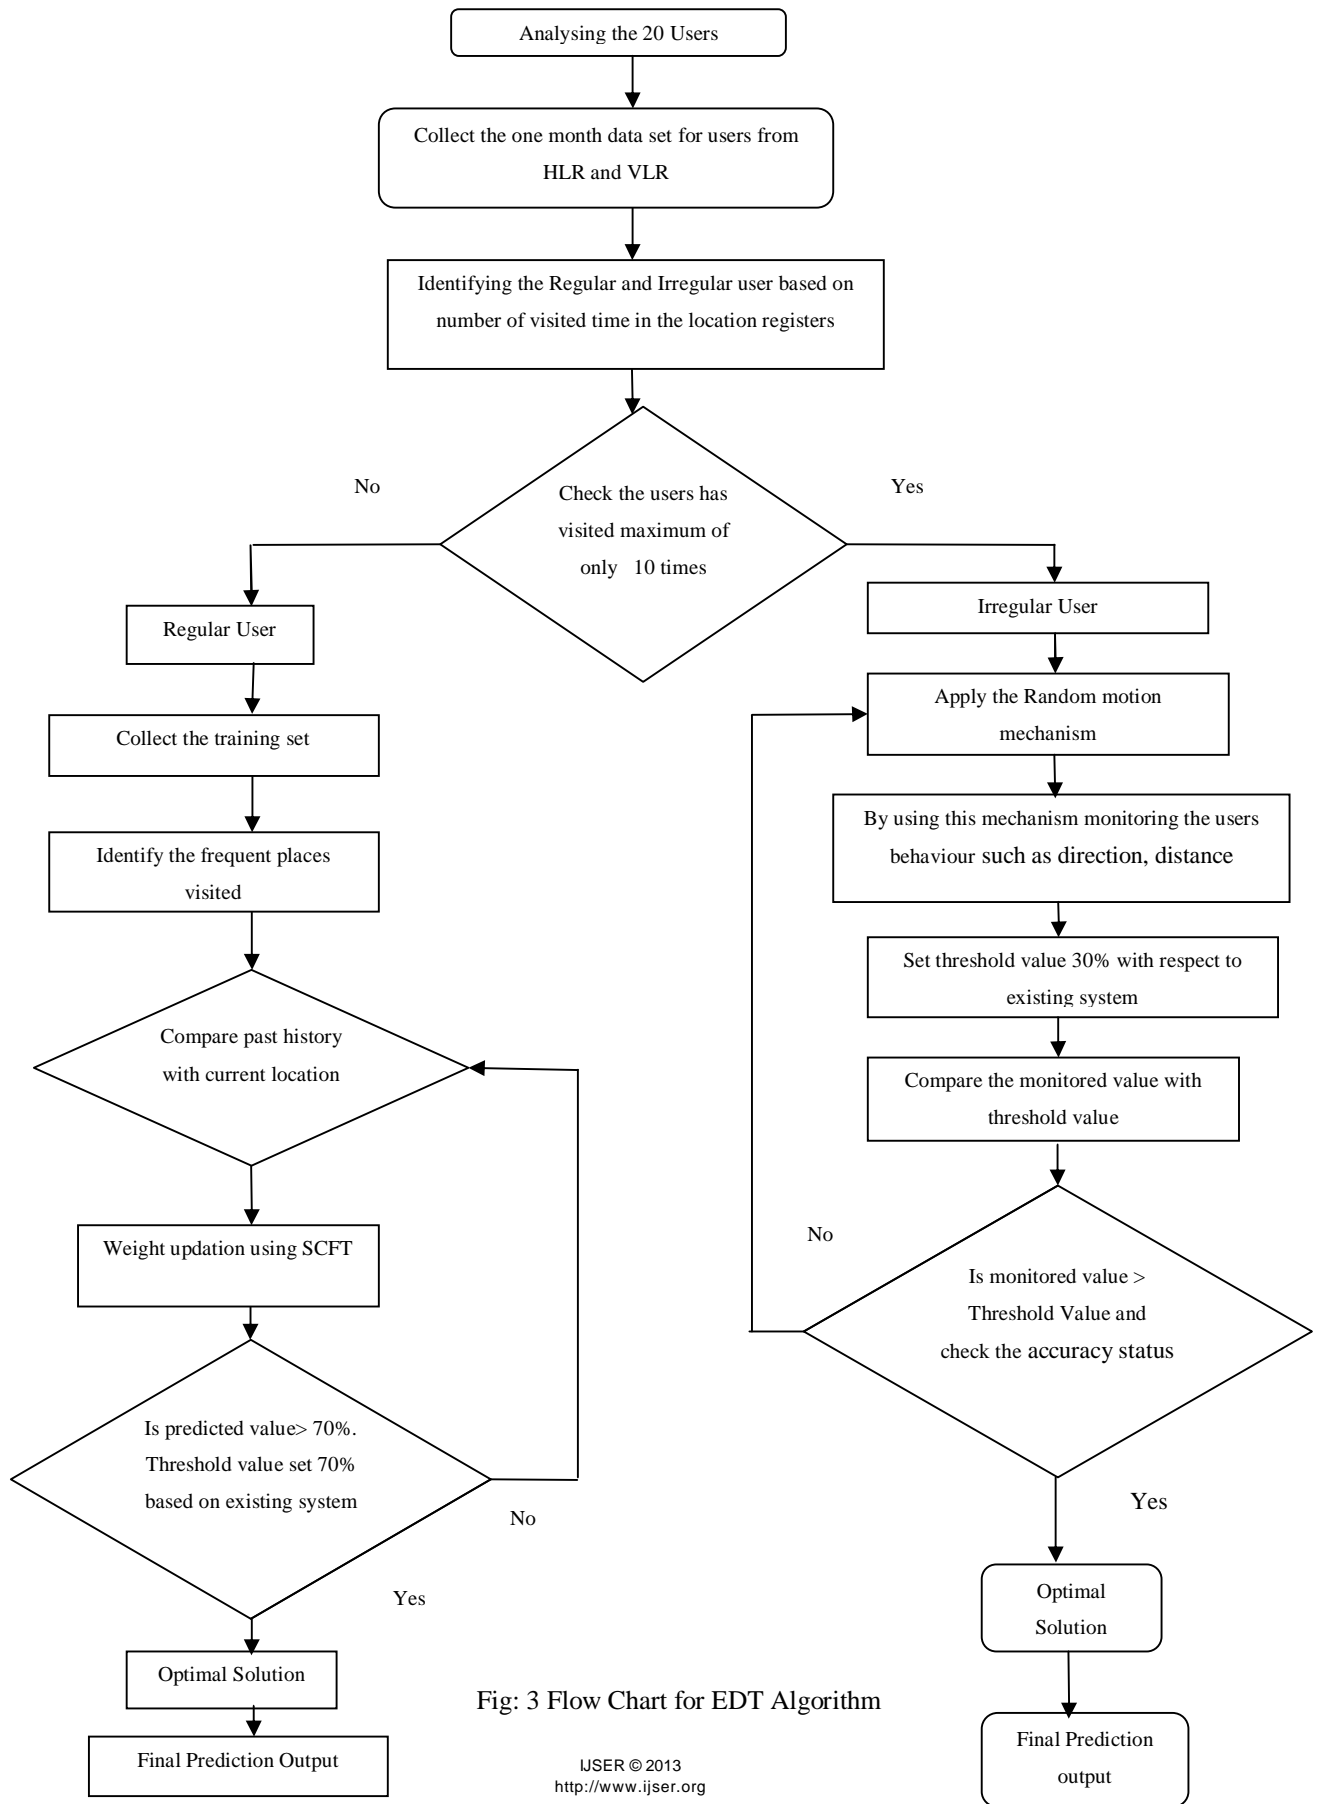 Analysing the 20 Users
Collect the one month data set for users from
HLR and VLR
Identifying the Regular and Irregular user based on
number of visited time in the location registers
No
Yes
Check the users has
visited maximum of
only 10 times
Regular User
Collect the training set
Identify the frequent places
visited
Compare past history
with current location
Weight updation using SCFT
Is predicted value> 70%.
Threshold value set 70%
based on existing system
No
Yes
Optimal Solution
Final Prediction Output
Irregular User
Apply the Random motion
mechanism
By using this mechanism monitoring the users
behaviour such as direction, distance
Set threshold value 30% with respect to
existing system
Compare the monitored value with
threshold value
No
Is monitored value >
Threshold Value and
check the accuracy status
Yes
Optimal
Solution
Final Prediction
output
Fig: 3 Flow Chart for EDT Algorithm
IJSER © 2013
http://www.ijser.org